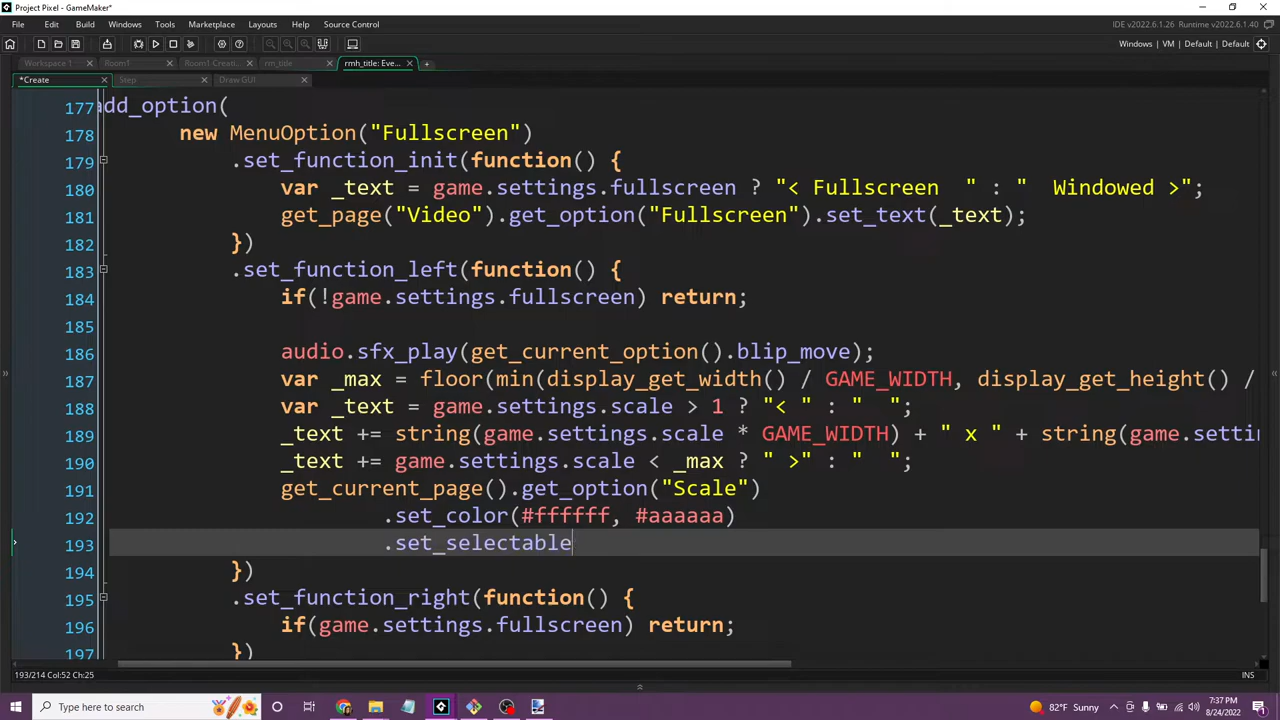 Project Pixel - GameMaker*
File Edit Build Windows Tools Marketplace Layouts Help Source Control
IDE v2022.6.1.26 Runtime v2022.6.1.40
Windows | VM | Default | Default
Workspace 1 Room1 Room1 Creati... rm_title rmh_title: Eve...
*Create Step Draw GUI
177 add_option(
178 new MenuOption("Fullscreen")
179 .set_function_init(function() {
180 var _text = game.settings.fullscreen ? "< Fullscreen  " : "  Windowed >";
181 get_page("Video").get_option("Fullscreen").set_text(_text);
182 })
183 .set_function_left(function() {
184 if(!game.settings.fullscreen) return;
185
186 audio.sfx_play(get_current_option().blip_move);
187 var _max = floor(min(display_get_width() / GAME_WIDTH, display_get_height() /
188 var _text = game.settings.scale > 1 ? "< " : "  ";
189 _text += string(game.settings.scale * GAME_WIDTH) + " x " + string(game.settin
190 _text += game.settings.scale < _max ? " >" : "  ";
191 get_current_page().get_option("Scale")
192 .set_color(#ffffff, #aaaaaa)
193 .set_selectable
194 })
195 .set_function_right(function() {
196 if(game.settings.fullscreen) return;
197 })
193/214 Col:52 Ch:25 INS
Type here to search
82°F Sunny
7:37 PM
8/24/2022